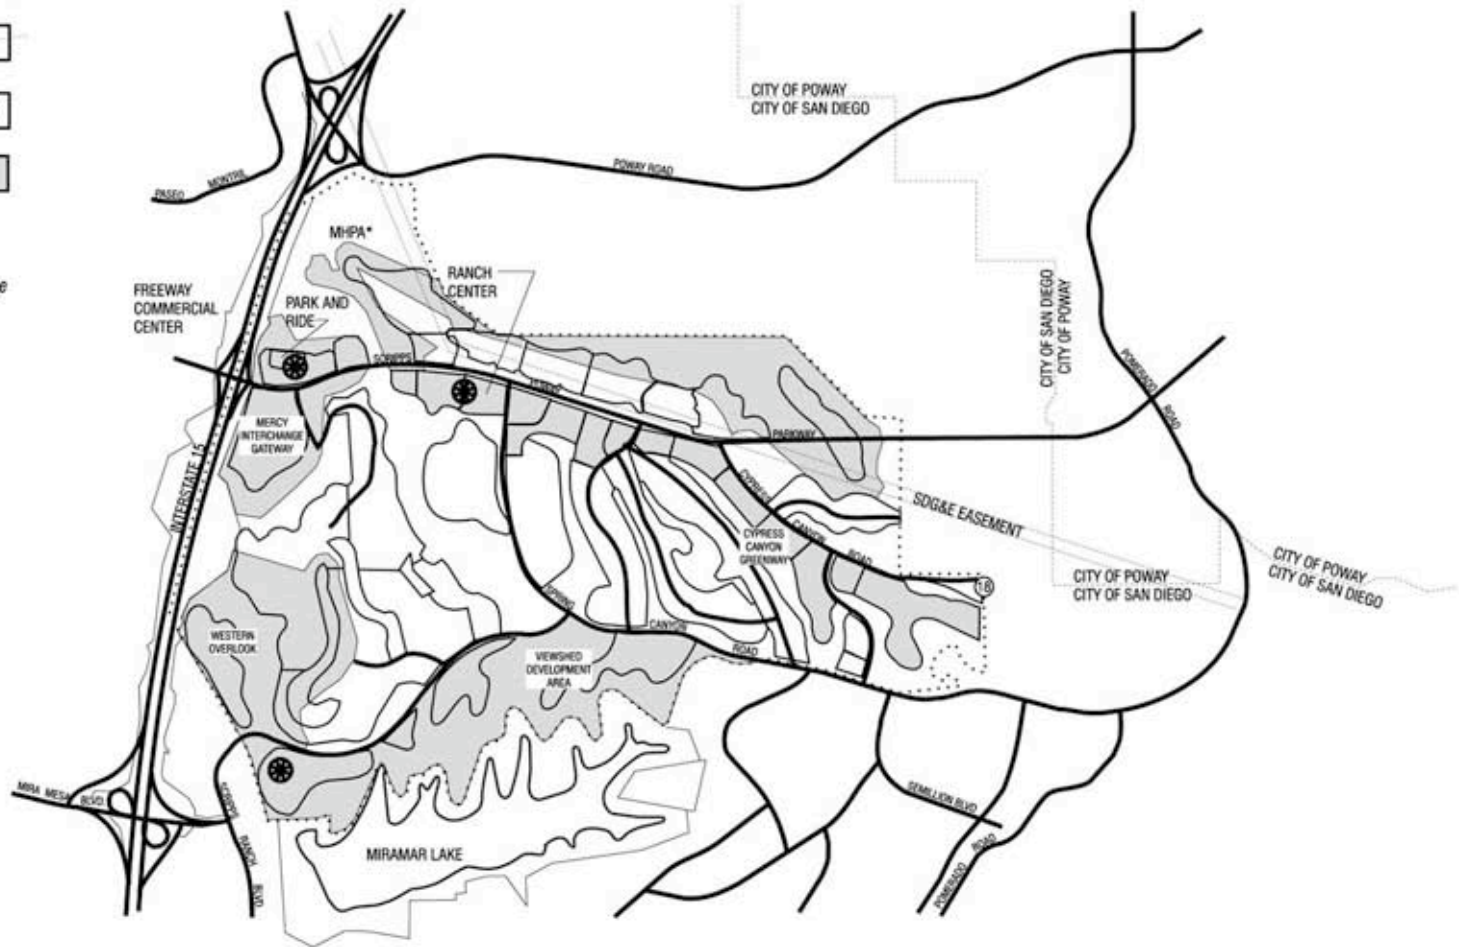 CITY OF POWAY
CITY OF SAN DIEGO
POWAY ROAD
PASEO MONTRIL
MHPA*
e
RANCH
CENTER
FREEWAY
COMMERCIAL
CENTER
PARK AND
RIDE
CITY OF SAN DIEGO
CITY OF POWAY
SCRIPPS
POMERADO ROAD
MERCY
INTERCHANGE
GATEWAY
PARKWAY
INTERSTATE 15
CYPRESS CANYON ROAD
SDG&E EASEMENT
CYPRESS
CANYON
GREENWAY
CITY OF POWAY
CITY OF SAN DIEGO
CITY OF POWAY
CITY OF SAN DIEGO
SPRING CANYON ROAD
WESTERN
OVERLOOK
VIEWSHED
DEVELOPMENT
AREA
MIRA MESA BLVD.
SCRIPPS RANCH BLVD.
SEMILLION BLVD
MIRAMAR LAKE
POMERADO ROAD